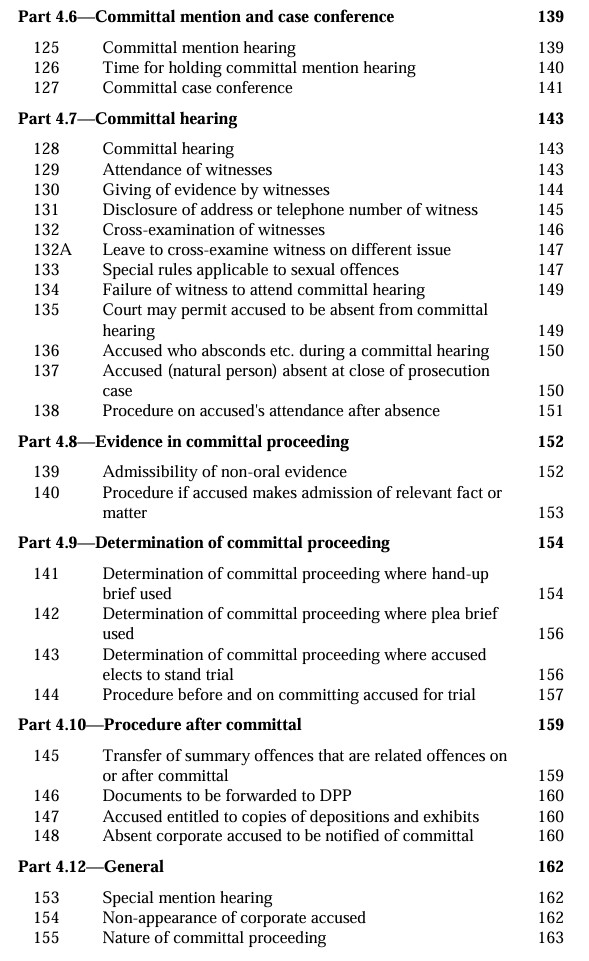 Part 4.6—Committal mention and case conference 139
125 Committal mention hearing 139
126 Time for holding committal mention hearing 140
127 Committal case conference 141
Part 4.7—Committal hearing 143
128 Committal hearing 143
129 Attendance of witnesses 143
130 Giving of evidence by witnesses 144
131 Disclosure of address or telephone number of witness 145
132 Cross-examination of witnesses 146
132A Leave to cross-examine witness on different issue 147
133 Special rules applicable to sexual offences 147
134 Failure of witness to attend committal hearing 149
135 Court may permit accused to be absent from committal
hearing 149
136 Accused who absconds etc. during a committal hearing 150
137 Accused (natural person) absent at close of prosecution
case 150
138 Procedure on accused's attendance after absence 151
Part 4.8—Evidence in committal proceeding 152
139 Admissibility of non-oral evidence 152
140 Procedure if accused makes admission of relevant fact or
matter 153
Part 4.9—Determination of committal proceeding 154
141 Determination of committal proceeding where hand-up
brief used 154
142 Determination of committal proceeding where plea brief
used 156
143 Determination of committal proceeding where accused
elects to stand trial 156
144 Procedure before and on committing accused for trial 157
Part 4.10—Procedure after committal 159
145 Transfer of summary offences that are related offences on
or after committal 159
146 Documents to be forwarded to DPP 160
147 Accused entitled to copies of depositions and exhibits 160
148 Absent corporate accused to be notified of committal 160
Part 4.12—General 162
153 Special mention hearing 162
154 Non-appearance of corporate accused 162
155 Nature of committal proceeding 163